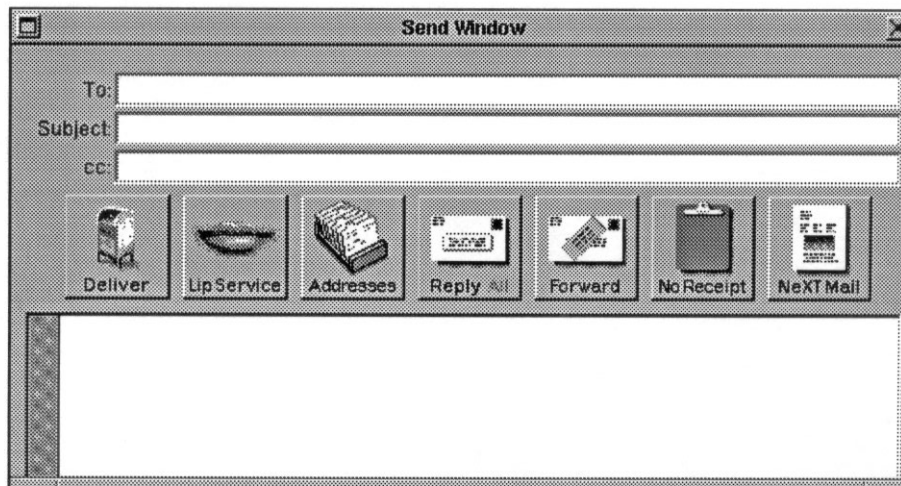 Send Window
To:
Subject:
cc:
Deliver
Lip Service
Addresses
Reply All
Forward
No Receipt
NeXT Mail